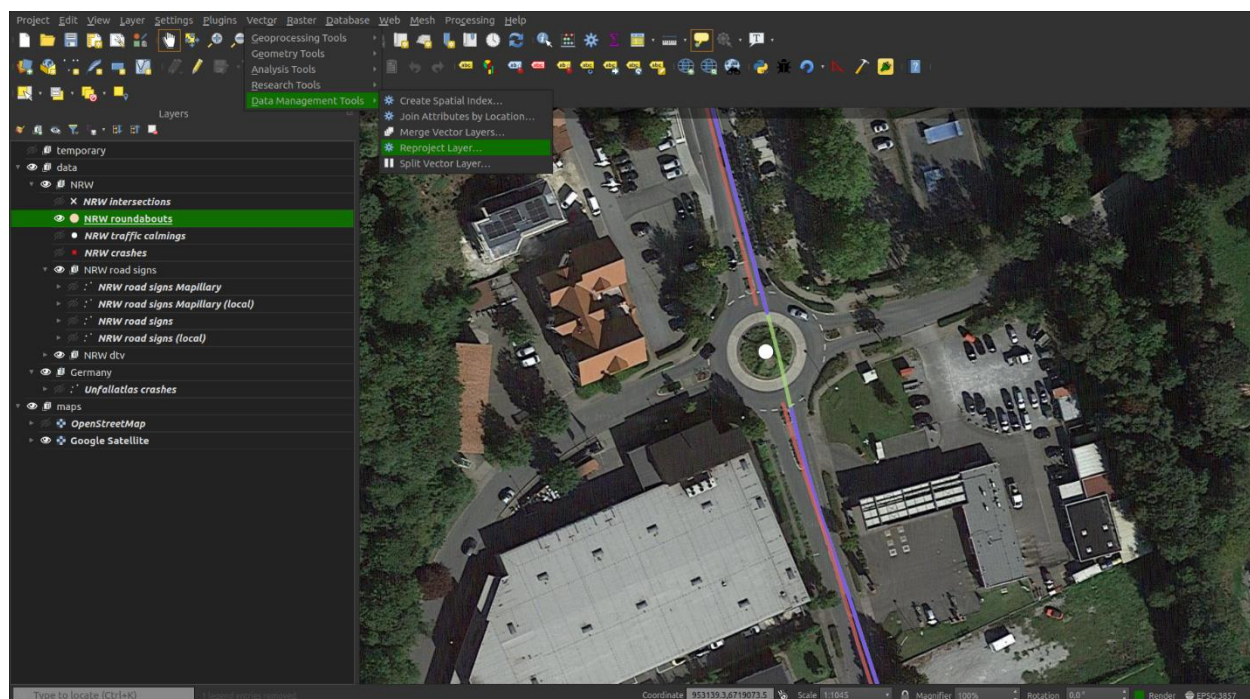 Project Edit View Layer Settings Plugins Vector Raster Database Web Mesh Processing Help
Geoprocessing Tools
Geometry Tools
Analysis Tools
Research Tools
Data Management Tools
Create Spatial Index...
Join Attributes by Location...
Merge Vector Layers...
Reproject Layer...
Split Vector Layer...
Layers
temporary
data
NRW
NRW intersections
NRW roundabouts
NRW traffic calmings
NRW crashes
NRW road signs
NRW road signs Mapillary
NRW road signs Mapillary (local)
NRW road signs
NRW road signs (local)
NRW dtv
Germany
Unfallatlas crashes
maps
OpenStreetMap
Google Satellite
Type to locate (Ctrl+K) 1 legend entries removed. Coordinate 953139.3,6719073.5 Scale 1:1045 Magnifier 100% Rotation 0.0° Render EPSG:3857